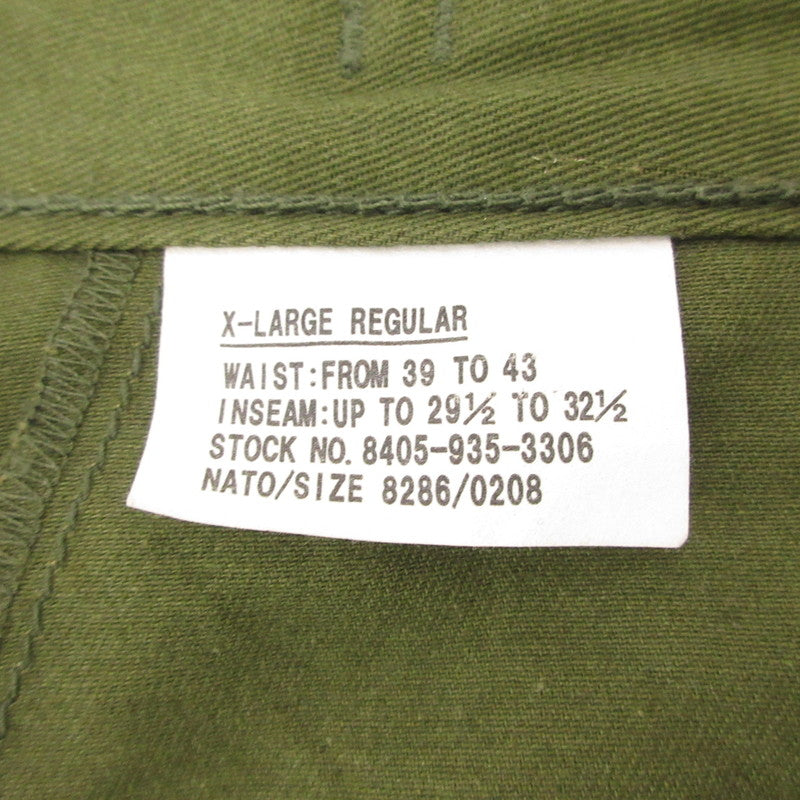 X-LARGE REGULAR
WAIST:FROM 39 TO 43
INSEAM:UP TO 29½ TO 32½
STOCK NO. 8405-935-3306
NATO/SIZE 8286/0208